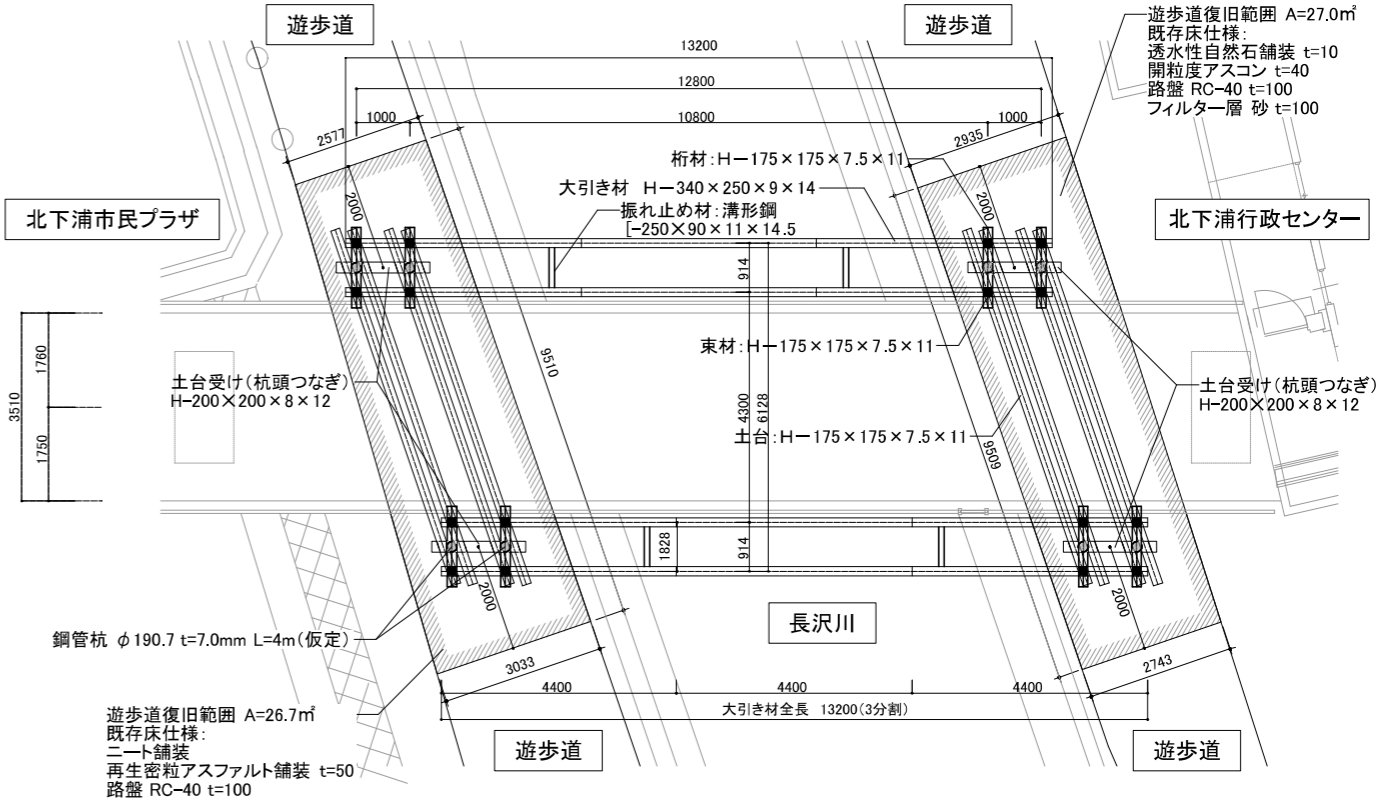 遊歩道
遊歩道
遊歩道復旧範囲 A=27.0㎡
既存床仕様:
透水性自然石舗装 t=10
開粒度アスコン t=40
路盤 RC-40 t=100
フィルター層 砂 t=100
13200
12800
1000
10800
1000
2577
2935
桁材:H-175×175×7.5×11
大引き材 H-340×250×9×14
振れ止め材:溝形鋼
[-250×90×11×14.5
2000
2000
北下浦市民プラザ
北下浦行政センター
914
束材:H-175×175×7.5×11
3510
1760
1750
9510
土台受け(杭頭つなぎ)
H-200×200×8×12
土台受け(杭頭つなぎ)
H-200×200×8×12
4300
6128
土台:H-175×175×7.5×11
9509
1828
914
2000
2000
長沢川
鋼管杭 φ190.7 t=7.0mm L=4m(仮定)
3033
2743
4400
4400
4400
大引き材全長 13200(3分割)
遊歩道復旧範囲 A=26.7㎡
既存床仕様:
ニート舗装
再生密粒アスファルト舗装 t=50
路盤 RC-40 t=100
遊歩道
遊歩道